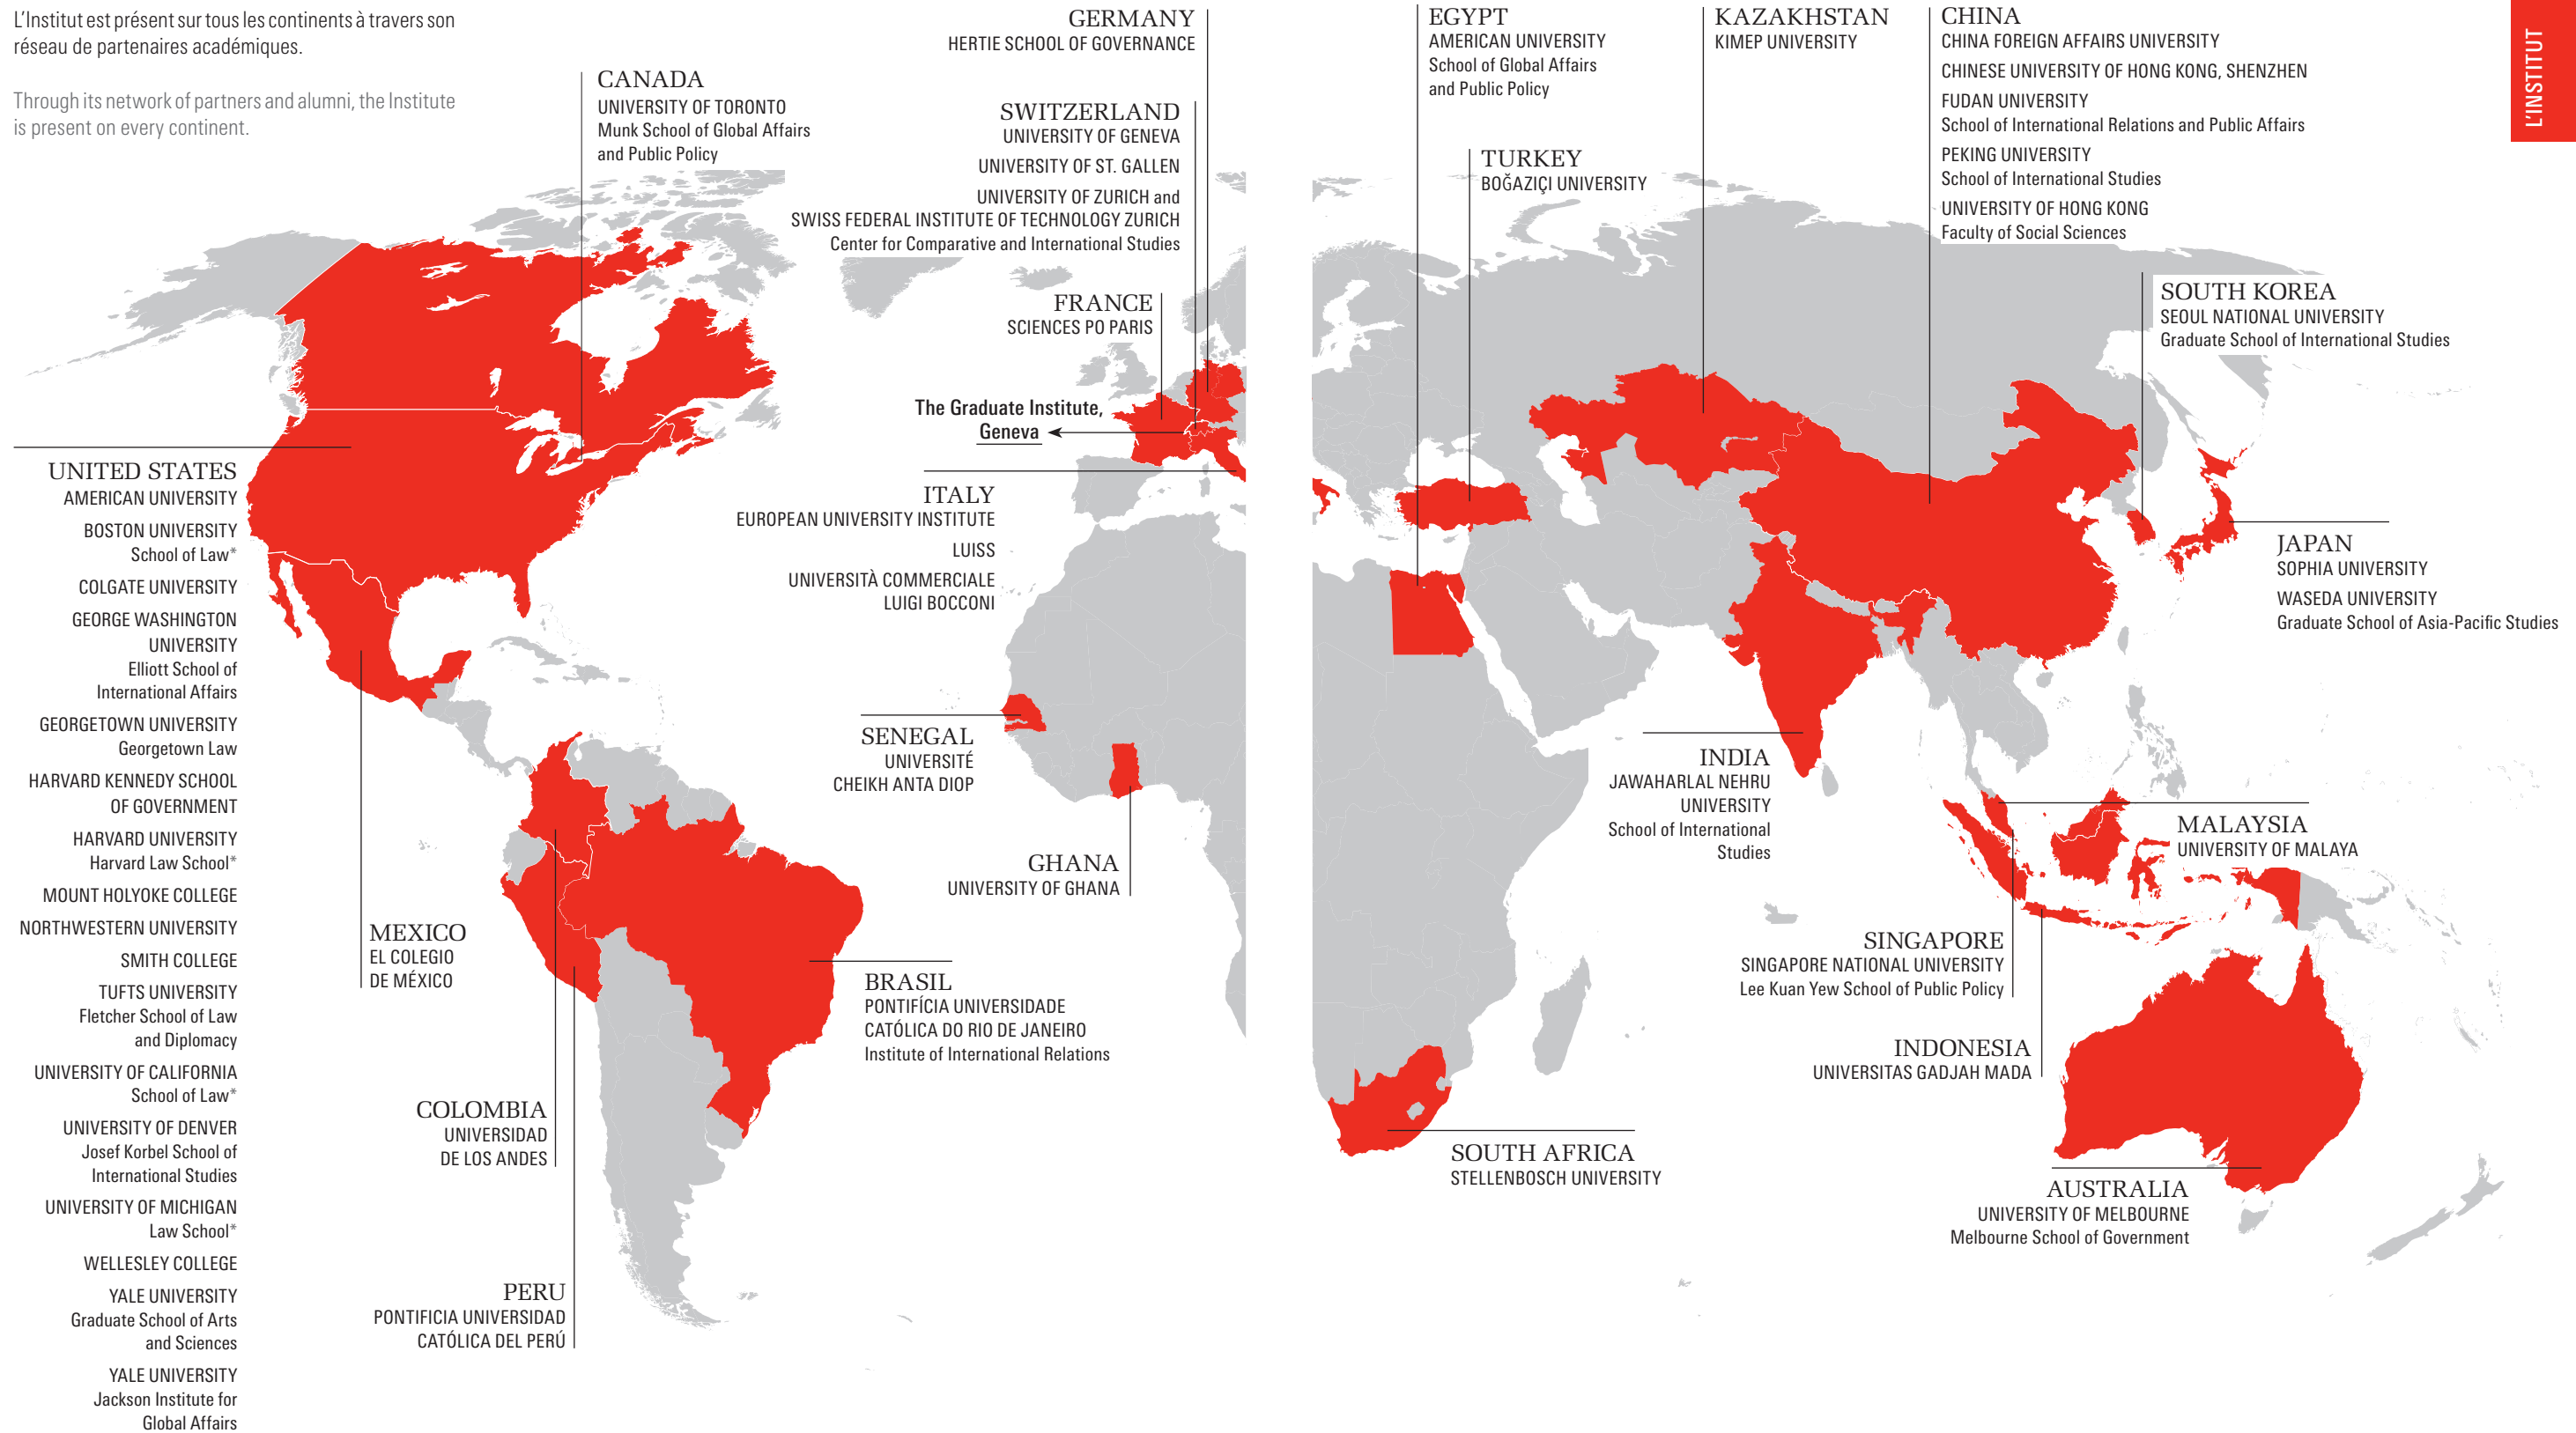 L'Institut est présent sur tous les continents à travers son
réseau de partenaires académiques.
Through its network of partners and alumni, the Institute
is present on every continent.
CANADA
UNIVERSITY OF TORONTO
Munk School of Global Affairs
and Public Policy
GERMANY
HERTIE SCHOOL OF GOVERNANCE
SWITZERLAND
UNIVERSITY OF GENEVA
UNIVERSITY OF ST. GALLEN
UNIVERSITY OF ZURICH and
SWISS FEDERAL INSTITUTE OF TECHNOLOGY ZURICH
Center for Comparative and International Studies
FRANCE
SCIENCES PO PARIS
The Graduate Institute,
Geneva
ITALY
EUROPEAN UNIVERSITY INSTITUTE
LUISS
UNIVERSITÀ COMMERCIALE
LUIGI BOCCONI
UNITED STATES
AMERICAN UNIVERSITY
BOSTON UNIVERSITY
School of Law*
COLGATE UNIVERSITY
GEORGE WASHINGTON
UNIVERSITY
Elliott School of
International Affairs
GEORGETOWN UNIVERSITY
Georgetown Law
HARVARD KENNEDY SCHOOL
OF GOVERNMENT
HARVARD UNIVERSITY
Harvard Law School*
MOUNT HOLYOKE COLLEGE
NORTHWESTERN UNIVERSITY
SMITH COLLEGE
TUFTS UNIVERSITY
Fletcher School of Law
and Diplomacy
UNIVERSITY OF CALIFORNIA
School of Law*
UNIVERSITY OF DENVER
Josef Korbel School of
International Studies
UNIVERSITY OF MICHIGAN
Law School*
WELLESLEY COLLEGE
YALE UNIVERSITY
Graduate School of Arts
and Sciences
YALE UNIVERSITY
Jackson Institute for
Global Affairs
MEXICO
EL COLEGIO
DE MÉXICO
COLOMBIA
UNIVERSIDAD
DE LOS ANDES
PERU
PONTIFICIA UNIVERSIDAD
CATÓLICA DEL PERÚ
BRASIL
PONTIFÍCIA UNIVERSIDADE
CATÓLICA DO RIO DE JANEIRO
Institute of International Relations
SENEGAL
UNIVERSITÉ
CHEIKH ANTA DIOP
GHANA
UNIVERSITY OF GHANA
EGYPT
AMERICAN UNIVERSITY
School of Global Affairs
and Public Policy
TURKEY
BOĞAZIÇI UNIVERSITY
KAZAKHSTAN
KIMEP UNIVERSITY
CHINA
CHINA FOREIGN AFFAIRS UNIVERSITY
CHINESE UNIVERSITY OF HONG KONG, SHENZHEN
FUDAN UNIVERSITY
School of International Relations and Public Affairs
PEKING UNIVERSITY
School of International Studies
UNIVERSITY OF HONG KONG
Faculty of Social Sciences
L'INSTITUT
SOUTH KOREA
SEOUL NATIONAL UNIVERSITY
Graduate School of International Studies
JAPAN
SOPHIA UNIVERSITY
WASEDA UNIVERSITY
Graduate School of Asia-Pacific Studies
INDIA
JAWAHARLAL NEHRU
UNIVERSITY
School of International
Studies
MALAYSIA
UNIVERSITY OF MALAYA
SINGAPORE
SINGAPORE NATIONAL UNIVERSITY
Lee Kuan Yew School of Public Policy
INDONESIA
UNIVERSITAS GADJAH MADA
SOUTH AFRICA
STELLENBOSCH UNIVERSITY
AUSTRALIA
UNIVERSITY OF MELBOURNE
Melbourne School of Government